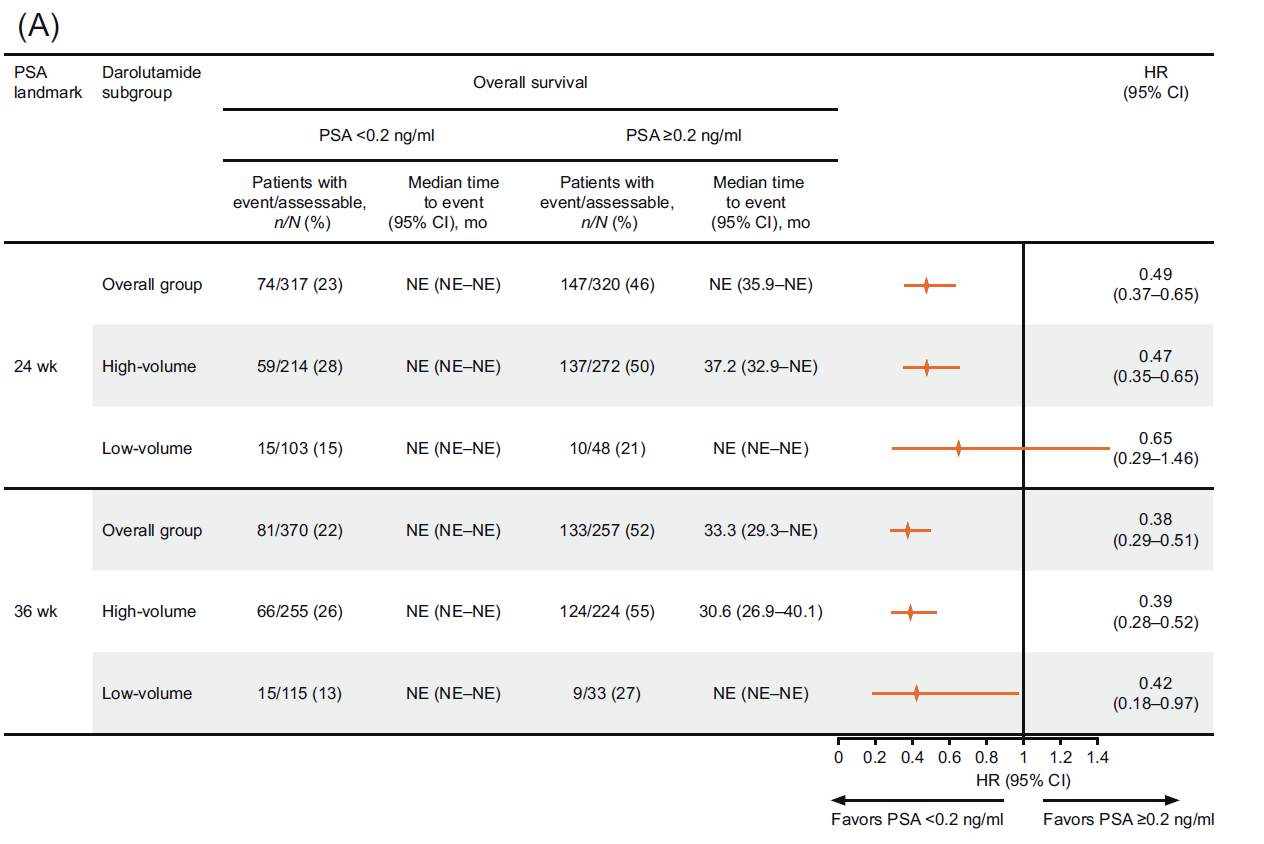 (A)
PSA landmark Darolutamide subgroup Overall survival HR (95% CI)
PSA <0.2 ng/ml PSA ≥0.2 ng/ml
Patients with event/assessable, n/N (%) Median time to event (95% CI), mo Patients with event/assessable, n/N (%) Median time to event (95% CI), mo
24 wk
Overall group 74/317 (23) NE (NE–NE) 147/320 (46) NE (35.9–NE) 0.49 (0.37–0.65)
High-volume 59/214 (28) NE (NE–NE) 137/272 (50) 37.2 (32.9–NE) 0.47 (0.35–0.65)
Low-volume 15/103 (15) NE (NE–NE) 10/48 (21) NE (NE–NE) 0.65 (0.29–1.46)
36 wk
Overall group 81/370 (22) NE (NE–NE) 133/257 (52) 33.3 (29.3–NE) 0.38 (0.29–0.51)
High-volume 66/255 (26) NE (NE–NE) 124/224 (55) 30.6 (26.9–40.1) 0.39 (0.28–0.52)
Low-volume 15/115 (13) NE (NE–NE) 9/33 (27) NE (NE–NE) 0.42 (0.18–0.97)
0 0.2 0.4 0.6 0.8 1 1.2 1.4
HR (95% CI)
Favors PSA <0.2 ng/ml Favors PSA ≥0.2 ng/ml